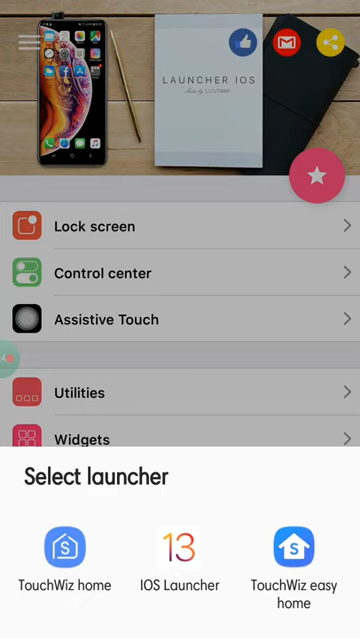 LAUNCHER IOS
Lock screen
Control center
Assistive Touch
Utilities
Widgets
Select launcher
S
13
S
TouchWiz home
IOS Launcher
TouchWiz easy
home